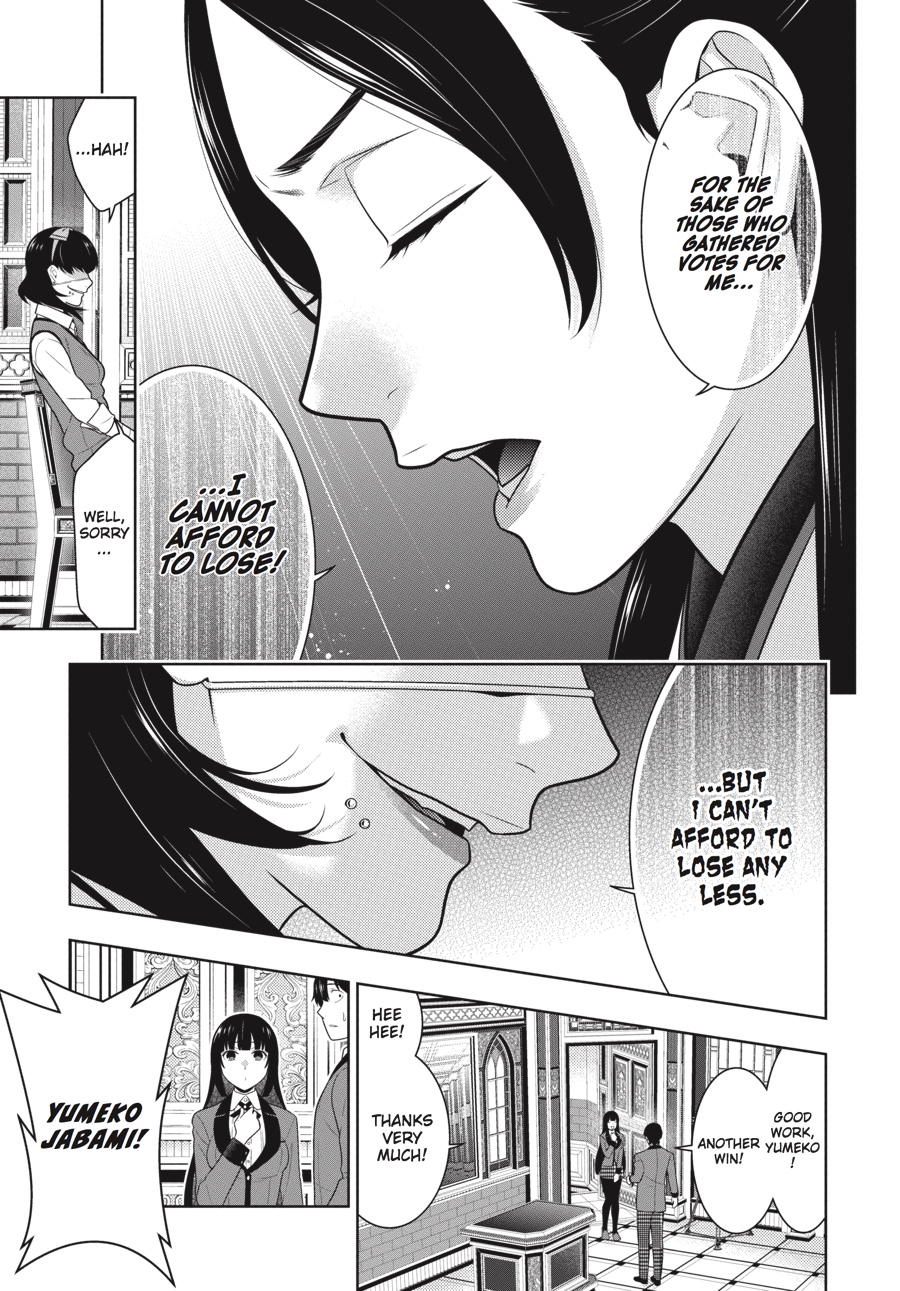 FOR THE
SAKE OF
THOSE WHO
GATHERED
VOTES FOR
ME...
...I
CANNOT
AFFORD
TO LOSE!
...HAH!
WELL,
SORRY
...
...BUT
I CAN'T
AFFORD TO
LOSE ANY
LESS.
GOOD
WORK,
YUMEKO
!
ANOTHER
WIN!
HEE
HEE!
THANKS
VERY
MUCH!
YUMEKO
JABAMI!